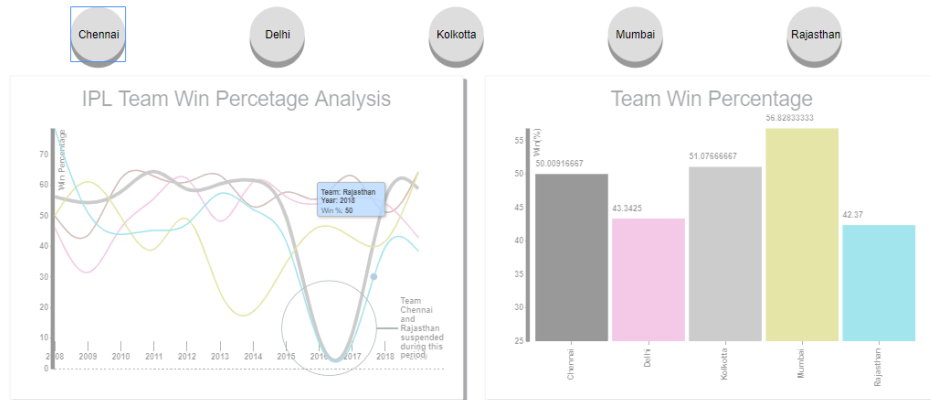 Chennai
Delhi
Kolkotta
Mumbai
Rajasthan
IPL Team Win Percetage Analysis
Win Percentage
70
60
50
40
30
20
10
0
2008
2009
2010
2011
2012
2013
2014
2015
2016
2017
2018
Team: Rajasthan
Year: 2018
Win %: 50
Team
Chennai
and
Rajasthan
suspended
during this
period
Team Win Percentage
Win(%)
55
50
45
40
35
30
25
50.00916667
43.3425
51.07666667
56.82833333
42.37
Chennai
Delhi
Kolkotta
Mumbai
Rajasthan